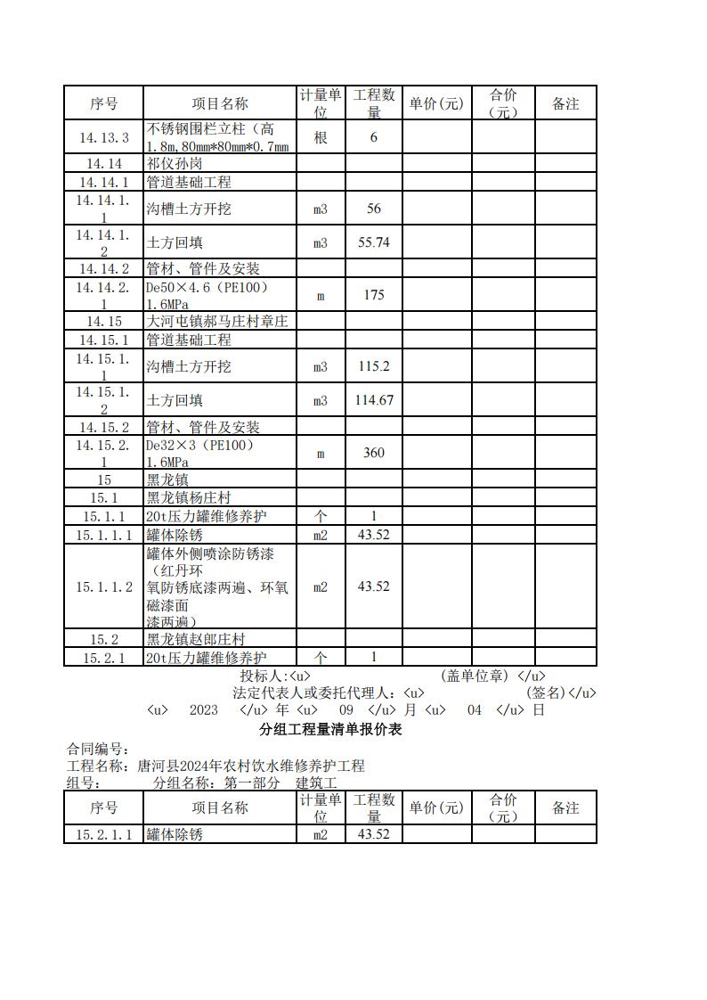 序号 项目名称 计量单位 工程数量 单价(元) 合价（元） 备注
14.13.3 不锈钢围栏立柱（高1.8m,80mm*80mm*0.7mm 根 6
14.14 祁仪孙岗
14.14.1 管道基础工程
14.14.1.1 沟槽土方开挖 m3 56
14.14.1.2 土方回填 m3 55.74
14.14.2 管材、管件及安装
14.14.2.1 De50×4.6（PE100）1.6MPa m 175
14.15 大河屯镇郝马庄村章庄
14.15.1 管道基础工程
14.15.1.1 沟槽土方开挖 m3 115.2
14.15.1.2 土方回填 m3 114.67
14.15.2 管材、管件及安装
14.15.2.1 De32×3（PE100）1.6MPa m 360
15 黑龙镇
15.1 黑龙镇杨庄村
15.1.1 20t压力罐维修养护 个 1
15.1.1.1 罐体除锈 m2 43.52
15.1.1.2 罐体外侧喷涂防锈漆（红丹环氧防锈底漆两遍、环氧磁漆面漆两遍） m2 43.52
15.2 黑龙镇赵郎庄村
15.2.1 20t压力罐维修养护 个 1
投标人:<u> (盖单位章) </u>
法定代表人或委托代理人：<u> (签名)</u>
<u> 2023 </u> 年 <u> 09 </u> 月 <u> 04 </u> 日
分组工程量清单报价表
合同编号：
工程名称：唐河县2024年农村饮水维修养护工程
组号： 分组名称：第一部分 建筑工
序号 项目名称 计量单位 工程数量 单价(元) 合价（元） 备注
15.2.1.1 罐体除锈 m2 43.52